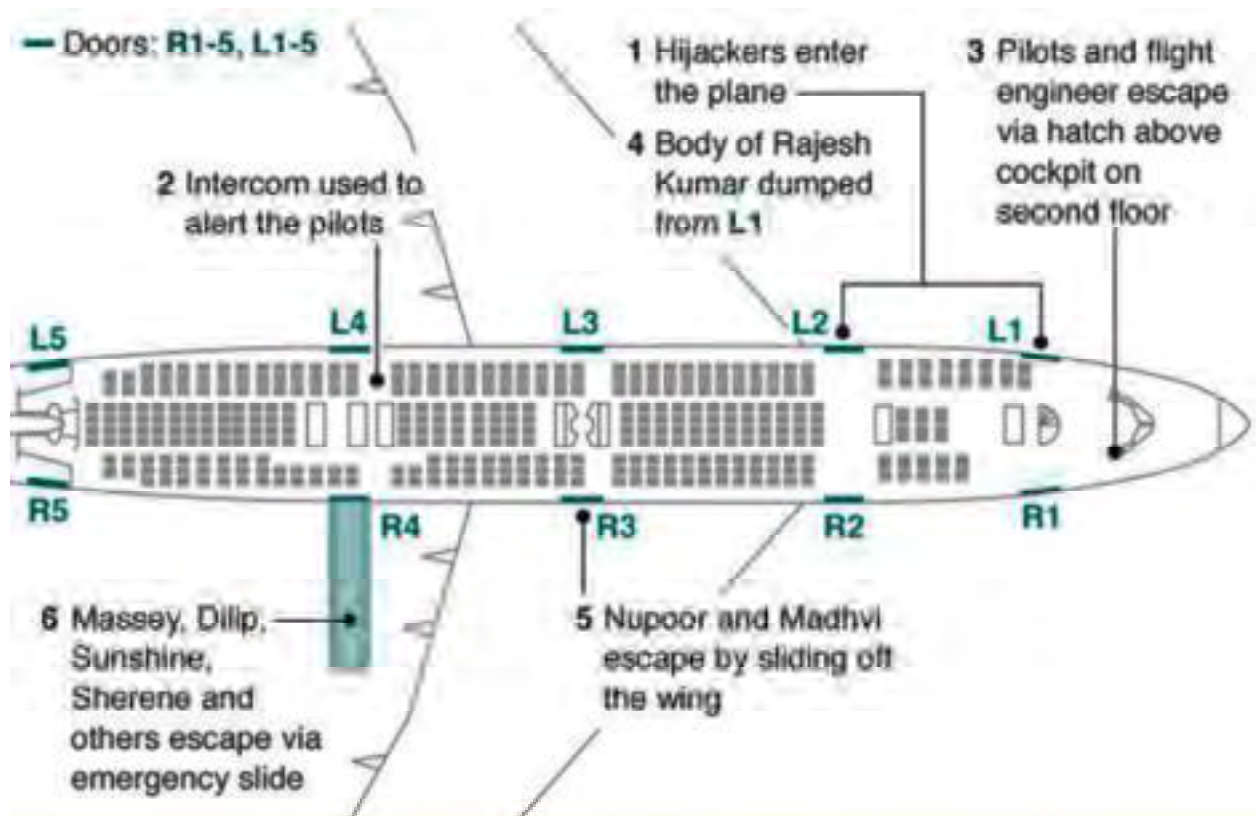 Doors: R1-5, L1-5
1 Hijackers enter
the plane
3 Pilots and flight
engineer escape
via hatch above
cockpit on
second floor
4 Body of Rajesh
Kumar dumped
from L1
2 Intercom used to
alert the pilots
L5
L4
L3
L2
L1
R5
R4
R3
R2
R1
6 Massey, Dilip,
Sunshine,
Sherene and
others escape via
emergency slide
5 Nupoor and Madhvi
escape by sliding off
the wing